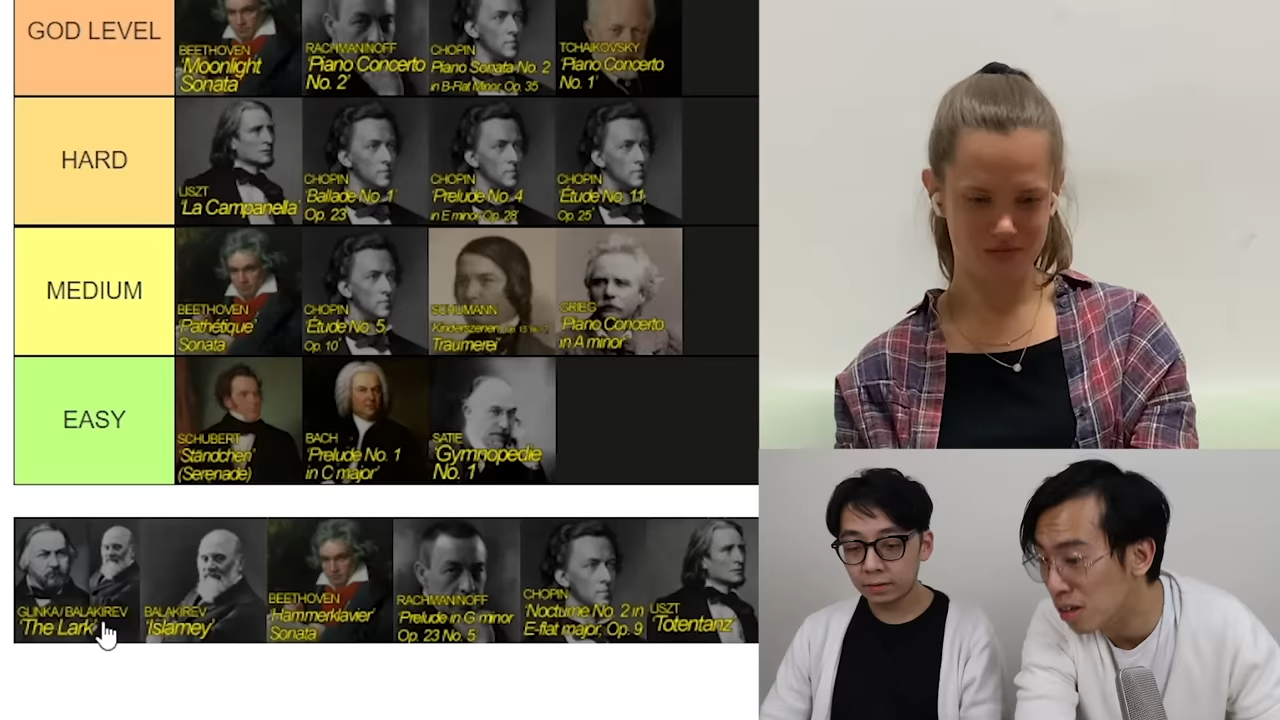 GOD LEVEL
BEETHOVEN
'Moonlight
Sonata'
RACHMANINOFF
'Piano Concerto
No. 2'
CHOPIN
Piano Sonata No. 2
in B-Flat Minor, Op. 35
TCHAIKOVSKY
'Piano Concerto
No. 1'
HARD
LISZT
'La Campanella'
CHOPIN
'Ballade No. 1'
Op. 23
CHOPIN
'Prelude No. 4
in E minor, Op. 28'
CHOPIN
'Étude No. 11,
Op. 25'
MEDIUM
BEETHOVEN
'Pathétique'
Sonata
CHOPIN
'Étude No. 5,
Op. 10'
SCHUMANN
Kinderszenen
Traumerei'
GRIEG
'Piano Concerto
in A minor'
EASY
SCHUBERT
'Ständchen'
(Serenade)
BACH
'Prelude No. 1
in C major'
SATIE
'Gymnopedie
No. 1'
GLINKA / BALAKIREV
'The Lark'
BALAKIREV
'Islamey'
BEETHOVEN
'Hammerklavier'
Sonata
RACHMANINOFF
'Prelude in G minor
Op. 23 No. 5
CHOPIN
'Nocturne No. 2 in
E-flat major, Op. 9
LISZT
'Totentanz'